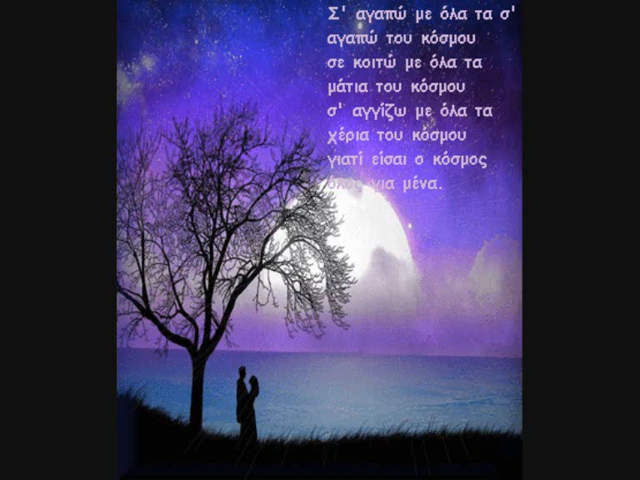 Σ' αγαπώ με όλα τα σ'
αγαπώ του κόσμου
σε κοιτώ με όλα τα
μάτια του κόσμου
σ' αγγίζω με όλα τα
χέρια του κόσμου
γιατί είσαι ο κόσμος
όλος για μένα.